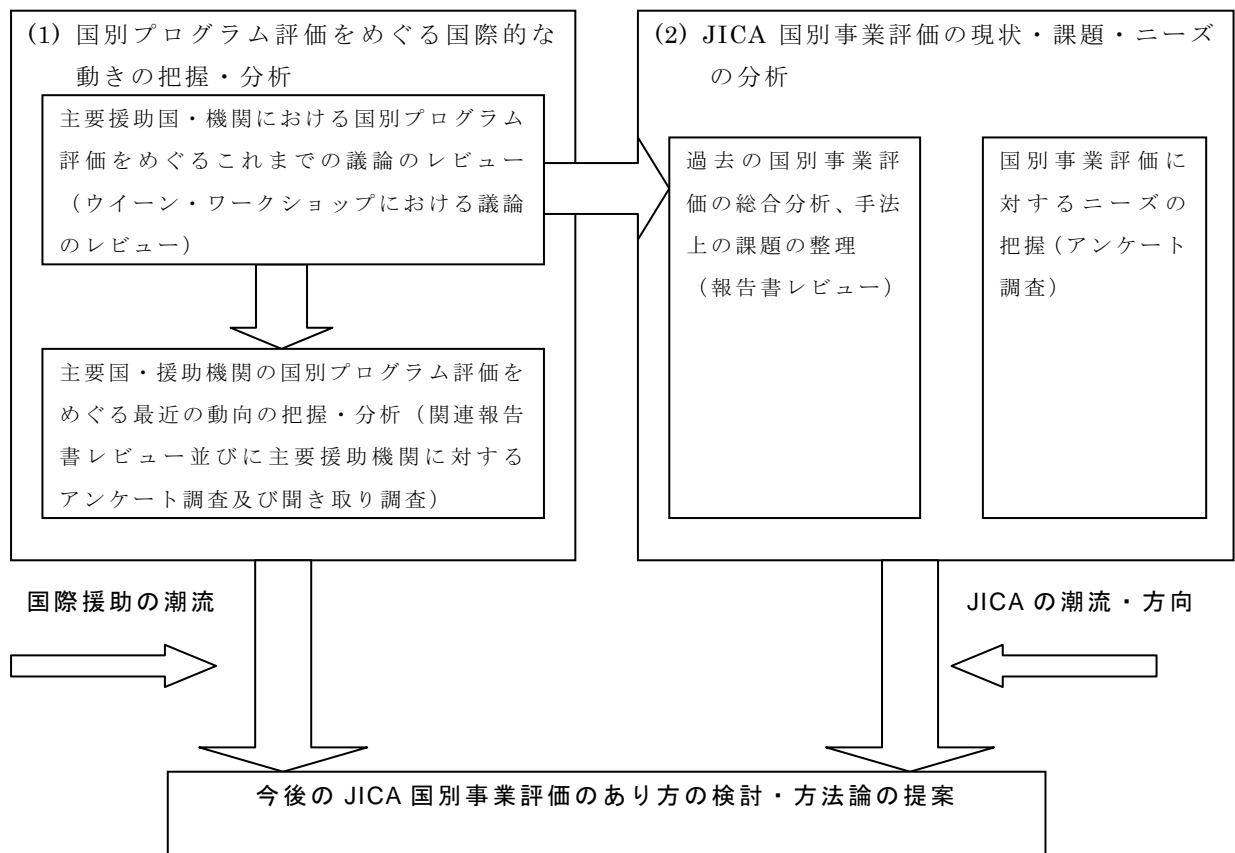 (1) 国別プログラム評価をめぐる国際的な
動きの把握・分析
主要援助国・機関における国別プログラム
評価をめぐるこれまでの議論のレビュー
（ウイーン・ワークショップにおける議論
のレビュー）
主要国・援助機関の国別プログラム評価を
めぐる最近の動向の把握・分析（関連報告
書レビュー並びに主要援助機関に対する
アンケート調査及び聞き取り調査）
(2) JICA 国別事業評価の現状・課題・ニーズ
の分析
過去の国別事業評
価の総合分析、手法
上の課題の整理
（報告書レビュー）
国別事業評価に
対するニーズの
把握（アンケート
調査）
国際援助の潮流
JICA の潮流・方向
今後の JICA 国別事業評価のあり方の検討・方法論の提案